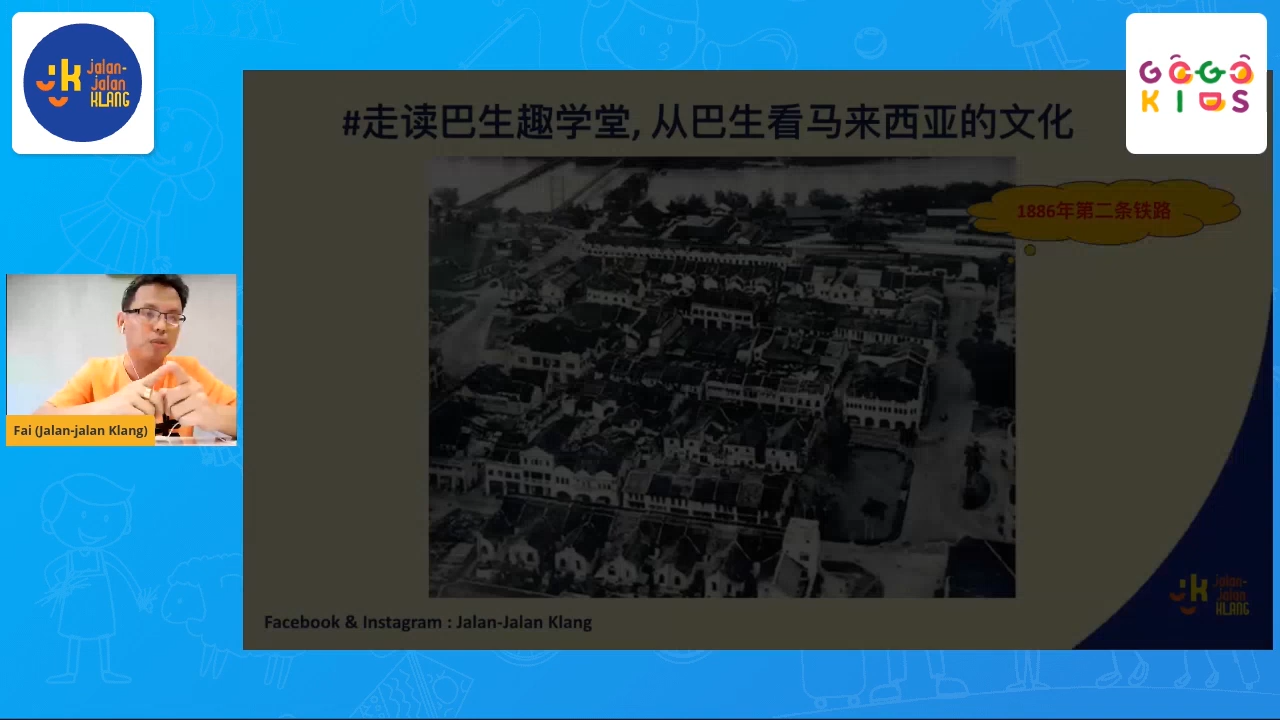 jk jalan-
jalan
KLANG
GOGO
KIDS
#走读巴生趣学堂, 从巴生看马来西亚的文化
1886年第二条铁路
Fai (Jalan-jalan Klang)
jk jalan-
jalan
KLANG
Facebook & Instagram : Jalan-Jalan Klang